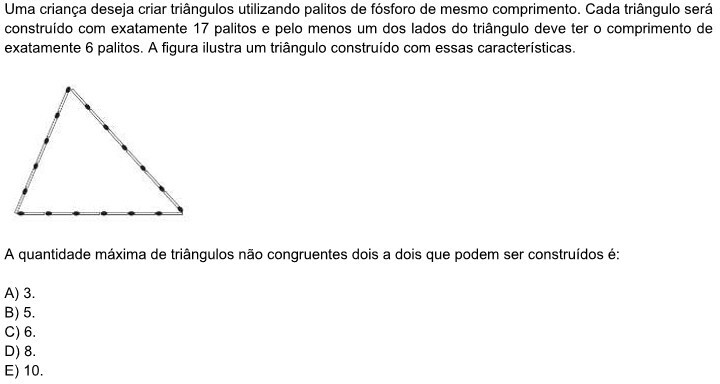 Uma criança deseja criar triângulos utilizando palitos de fósforo de mesmo comprimento. Cada triângulo será
construído com exatamente 17 palitos e pelo menos um dos lados do triângulo deve ter o comprimento de
exatamente 6 palitos. A figura ilustra um triângulo construído com essas características.
A quantidade máxima de triângulos não congruentes dois a dois que podem ser construídos é:
A) 3.
B) 5.
C) 6.
D) 8.
E) 10.